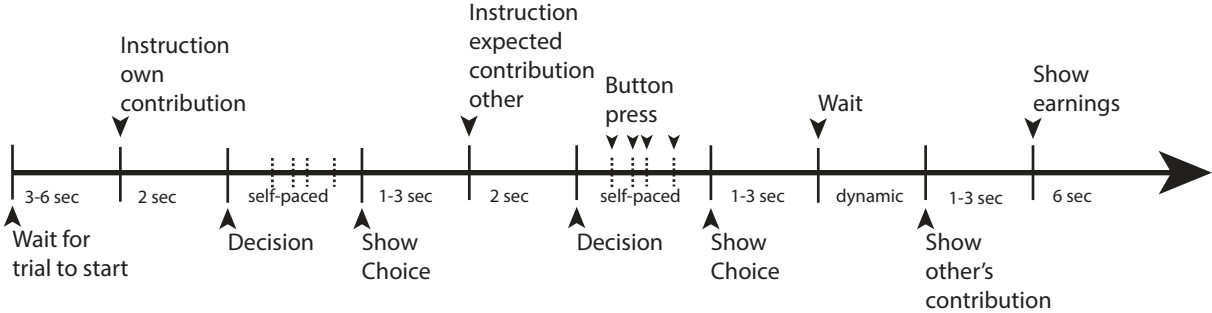 Instruction
own
contribution
Instruction
expected
contribution
other
Button
press
Wait
Show
earnings
3-6 sec
2 sec
self-paced
1-3 sec
2 sec
self-paced
1-3 sec
dynamic
1-3 sec
6 sec
Wait for
trial to start
Decision
Show
Choice
Decision
Show
Choice
Show
other's
contribution